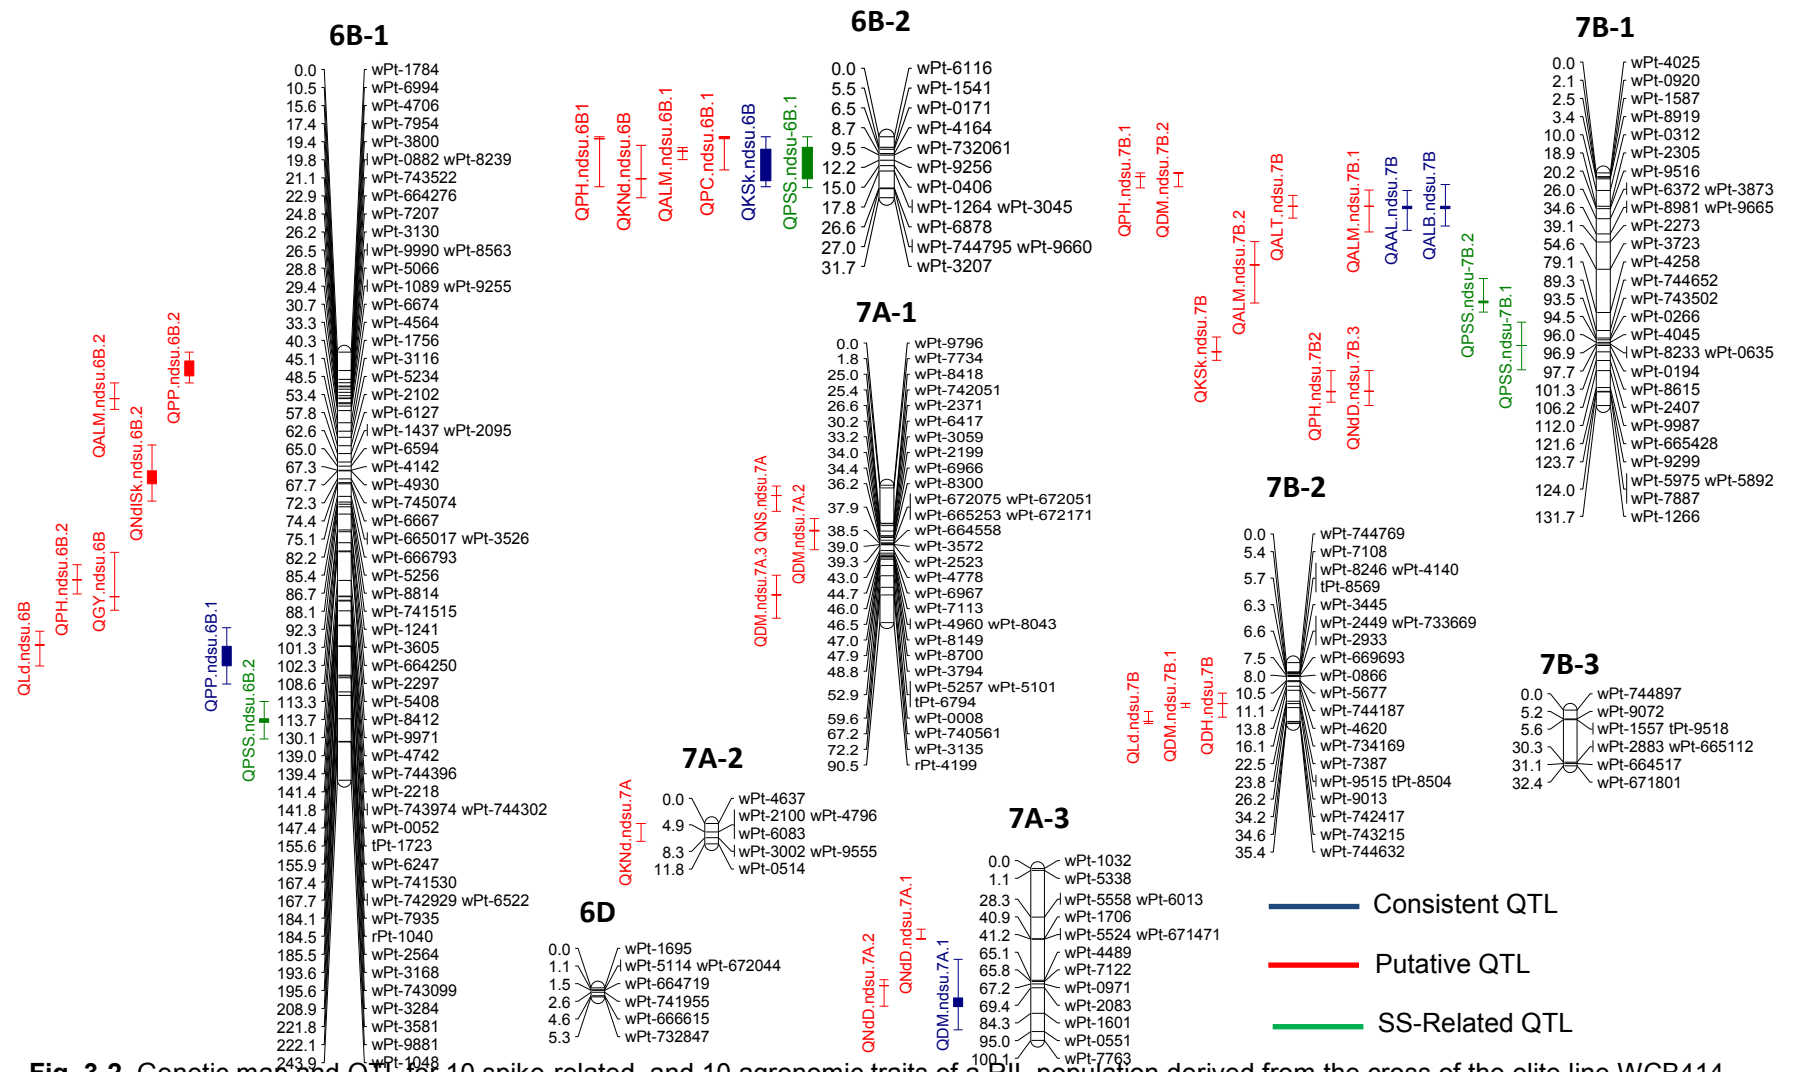 6B-1
0.0 wPt-1784
10.5 wPt-6994
15.6 wPt-4706
17.4 wPt-7954
19.4 wPt-3800
19.8 wPt-0882 wPt-8239
21.1 wPt-743522
22.9 wPt-664276
24.8 wPt-7207
26.2 wPt-3130
26.5 wPt-9990 wPt-8563
28.8 wPt-5066
29.4 wPt-1089 wPt-9255
30.7 wPt-6674
33.3 wPt-4564
40.3 wPt-1756
45.1 wPt-3116
48.5 wPt-5234
53.4 wPt-2102
57.8 wPt-6127
62.6 wPt-1437 wPt-2095
65.0 wPt-6594
67.3 wPt-4142
67.7 wPt-4930
72.3 wPt-745074
74.4 wPt-6667
75.1 wPt-665017 wPt-3526
82.2 wPt-666793
85.4 wPt-5256
86.7 wPt-8814
88.1 wPt-741515
92.3 wPt-1241
101.3 wPt-3605
102.3 wPt-664250
108.6 wPt-2297
113.3 wPt-5408
113.7 wPt-8412
130.1 wPt-9971
139.0 wPt-4742
139.4 wPt-744396
141.4 wPt-2218
141.8 wPt-743974 wPt-744302
147.4 wPt-0052
155.6 tPt-1723
155.9 wPt-6247
167.4 wPt-741530
167.7 wPt-742929 wPt-6522
184.1 wPt-7935
184.5 rPt-1040
185.5 wPt-2564
193.6 wPt-3168
195.6 wPt-743099
208.9 wPt-3284
221.8 wPt-3581
222.1 wPt-9881
243.9 wPt-1048
QLd.ndsu.6B
QPH.ndsu.6B.2
QGY.ndsu.6B
QALM.ndsu.6B.2
QNdlSk.ndsu.6B.2
QPP.ndsu.6B.2
QPP.ndsu.6B.1
QPSS.ndsu.6B.2
6B-2
0.0 wPt-6116
5.5 wPt-1541
6.5 wPt-0171
8.7 wPt-4164
9.5 wPt-732061
12.2 wPt-9256
15.0 wPt-0406
17.8 wPt-1264 wPt-3045
26.6 wPt-6878
27.0 wPt-744795 wPt-9660
31.7 wPt-3207
QPH.ndsu.6B1
QKNd.ndsu.6B
QALM.ndsu.6B.1
QPC.ndsu.6B.1
QKSk.ndsu.6B
QPSS.ndsu-6B.1
7A-1
0.0 wPt-9796
1.8 wPt-7734
25.0 wPt-8418
25.4 wPt-742051
26.6 wPt-2371
30.2 wPt-6417
33.2 wPt-3059
34.0 wPt-2199
34.4 wPt-6966
36.2 wPt-8300
wPt-672075 wPt-672051
37.9 wPt-665253 wPt-672171
38.5 wPt-664558
39.0 wPt-3572
39.3 wPt-2523
43.0 wPt-4778
44.7 wPt-6967
46.0 wPt-7113
46.5 wPt-4960 wPt-8043
47.0 wPt-8149
47.9 wPt-8700
48.8 wPt-3794
wPt-5257 wPt-5101
52.9 tPt-6794
59.6 wPt-0008
67.2 wPt-740561
72.2 wPt-3135
90.5 rPt-4199
QNS.ndsu.7A
QDM.ndsu.7A.2
QDM.ndsu.7A.3
7A-2
0.0 wPt-4637
wPt-2100 wPt-4796
4.9 wPt-6083
8.3 wPt-3002 wPt-9555
11.8 wPt-0514
QKNd.ndsu.7A
6D
0.0 wPt-1695
1.1 wPt-5114 wPt-672044
1.5 wPt-664719
2.6 wPt-741955
4.6 wPt-666615
5.3 wPt-732847
7A-3
0.0 wPt-1032
1.1 wPt-5338
28.3 wPt-5558 wPt-6013
40.9 wPt-1706
41.2 wPt-5524 wPt-671471
65.1 wPt-4489
65.8 wPt-7122
67.2 wPt-0971
69.4 wPt-2083
84.3 wPt-1601
95.0 wPt-0551
100.1 wPt-7763
QNdD.ndsu.7A.2
QNdD.ndsu.7A.1
QDM.ndsu.7A.1
7B-1
0.0 wPt-4025
2.1 wPt-0920
2.5 wPt-1587
3.4 wPt-8919
10.0 wPt-0312
18.9 wPt-2305
20.2 wPt-9516
26.0 wPt-6372 wPt-3873
34.6 wPt-8981 wPt-9665
39.1 wPt-2273
54.6 wPt-3723
79.1 wPt-4258
89.3 wPt-744652
93.5 wPt-743502
94.5 wPt-0266
96.0 wPt-4045
96.9 wPt-8233 wPt-0635
97.7 wPt-0194
101.3 wPt-8615
106.2 wPt-2407
112.0 wPt-9987
121.6 wPt-665428
123.7 wPt-9299
wPt-5975 wPt-5892
124.0 wPt-7887
131.7 wPt-1266
QPH.ndsu.7B.1
QDM.ndsu.7B.2
QKSk.ndsu.7B
QALM.ndsu.7B.2
QALT.ndsu.7B
QPH.ndsu.7B2
QNdD.ndsu.7B.3
QALM.ndsu.7B.1
QAAL.ndsu.7B
QALB.ndsu.7B
QPSS.ndsu-7B.2
QPSS.ndsu-7B.1
7B-2
0.0 wPt-744769
5.4 wPt-7108
wPt-8246 wPt-4140
5.7 tPt-8569
6.3 wPt-3445
wPt-2449 wPt-733669
6.6 wPt-2933
7.5 wPt-669693
8.0 wPt-0866
10.5 wPt-5677
11.1 wPt-744187
13.8 wPt-4620
16.1 wPt-734169
22.5 wPt-7387
23.8 wPt-9515 tPt-8504
26.2 wPt-9013
34.2 wPt-742417
34.6 wPt-743215
35.4 wPt-744632
QLd.ndsu.7B
QDM.ndsu.7B.1
QDH.ndsu.7B
7B-3
0.0 wPt-744897
5.2 wPt-9072
5.6 wPt-1557 tPt-9518
30.3 wPt-2883 wPt-665112
31.1 wPt-664517
32.4 wPt-671801
Consistent QTL
Putative QTL
SS-Related QTL
Fig. 3-2. Genetic map and QTL for 10 spike-related, and 10 agronomic traits of a RIL population derived from the cross of the elite line WCB414